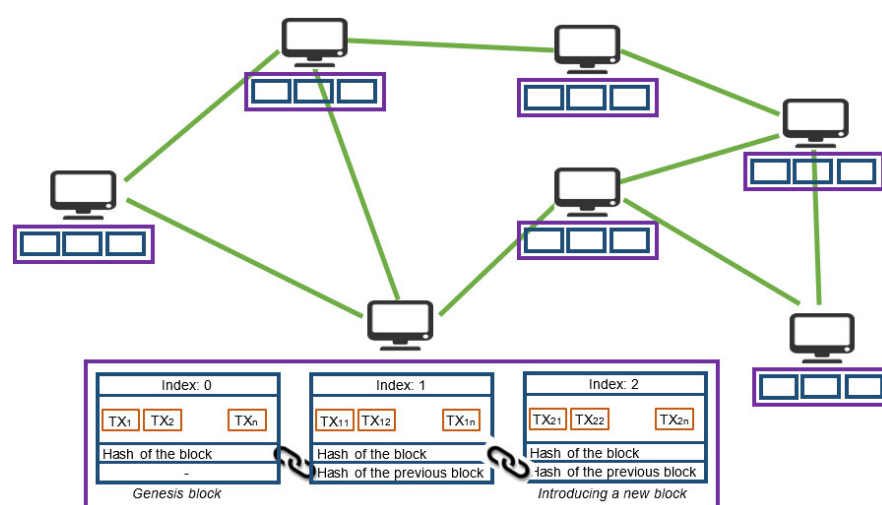 Index: 0
Index: 1
Index: 2
TX1 TX2 TXn
TX11 TX12 TX1n
TX21 TX22 TX2n
Hash of the block
Hash of the block
Hash of the block
-
Hash of the previous block
Hash of the previous block
Genesis block
Introducing a new block